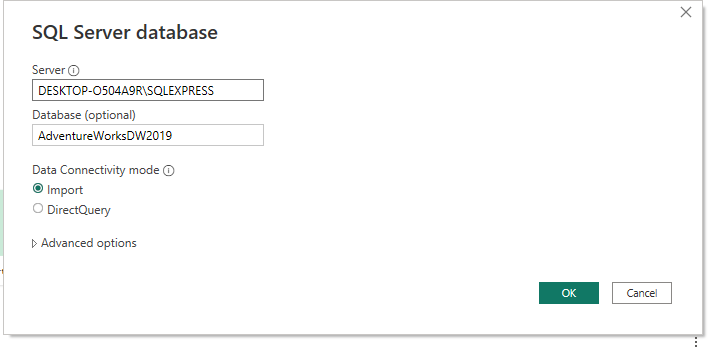 SQL Server database
Server
DESKTOP-O504A9R\SQLEXPRESS
Database (optional)
AdventureWorksDW2019
Data Connectivity mode
Import
DirectQuery
Advanced options
OK
Cancel